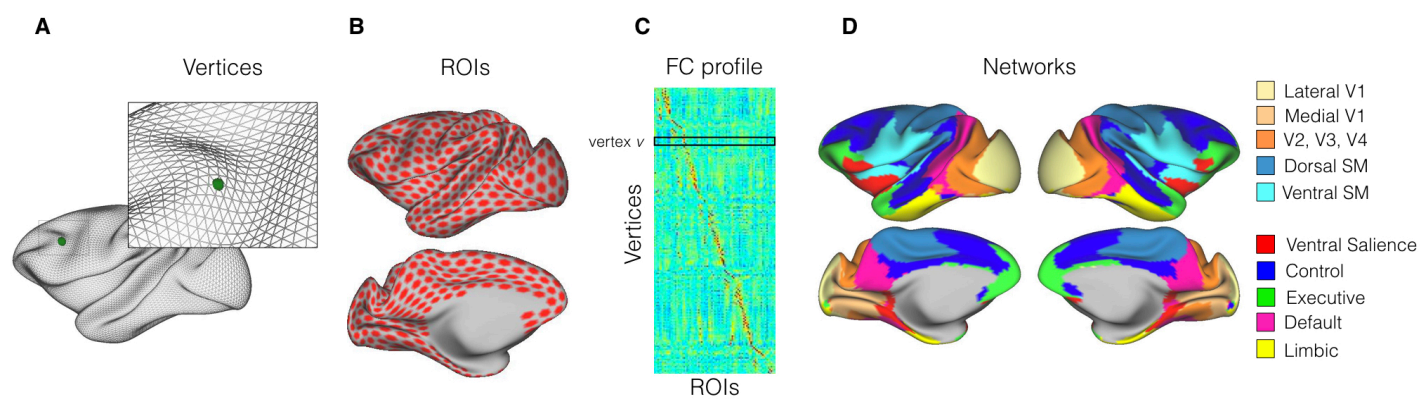 A
B
C
D
Vertices
ROIs
FC profile
Networks
vertex v
Vertices
ROIs
Lateral V1
Medial V1
V2, V3, V4
Dorsal SM
Ventral SM
Ventral Salience
Control
Executive
Default
Limbic